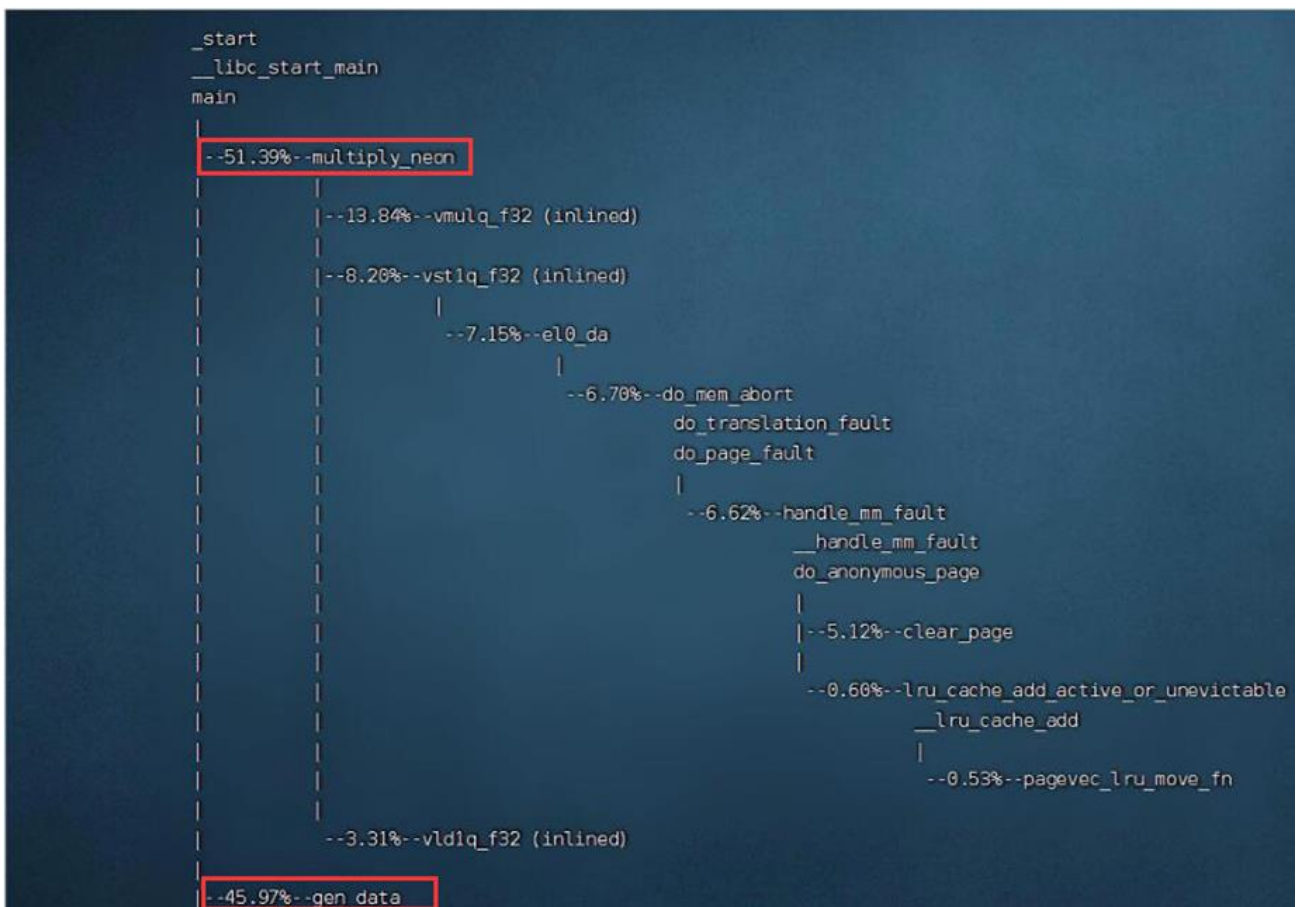 _start
__libc_start_main
main
|
--51.39%--multiply_neon
| |
| |--13.84%--vmulq_f32 (inlined)
| |
| |--8.20%--vst1q_f32 (inlined)
| | |
| | --7.15%--el0_da
| | |
| | --6.70%--do_mem_abort
| | do_translation_fault
| | do_page_fault
| | |
| | --6.62%--handle_mm_fault
| | __handle_mm_fault
| | do_anonymous_page
| | |
| | |--5.12%--clear_page
| | |
| | --0.60%--lru_cache_add_active_or_unevictable
| | __lru_cache_add
| | |
| | --0.53%--pagevec_lru_move_fn
| |
| --3.31%--vld1q_f32 (inlined)
|
|--45.97%--gen_data